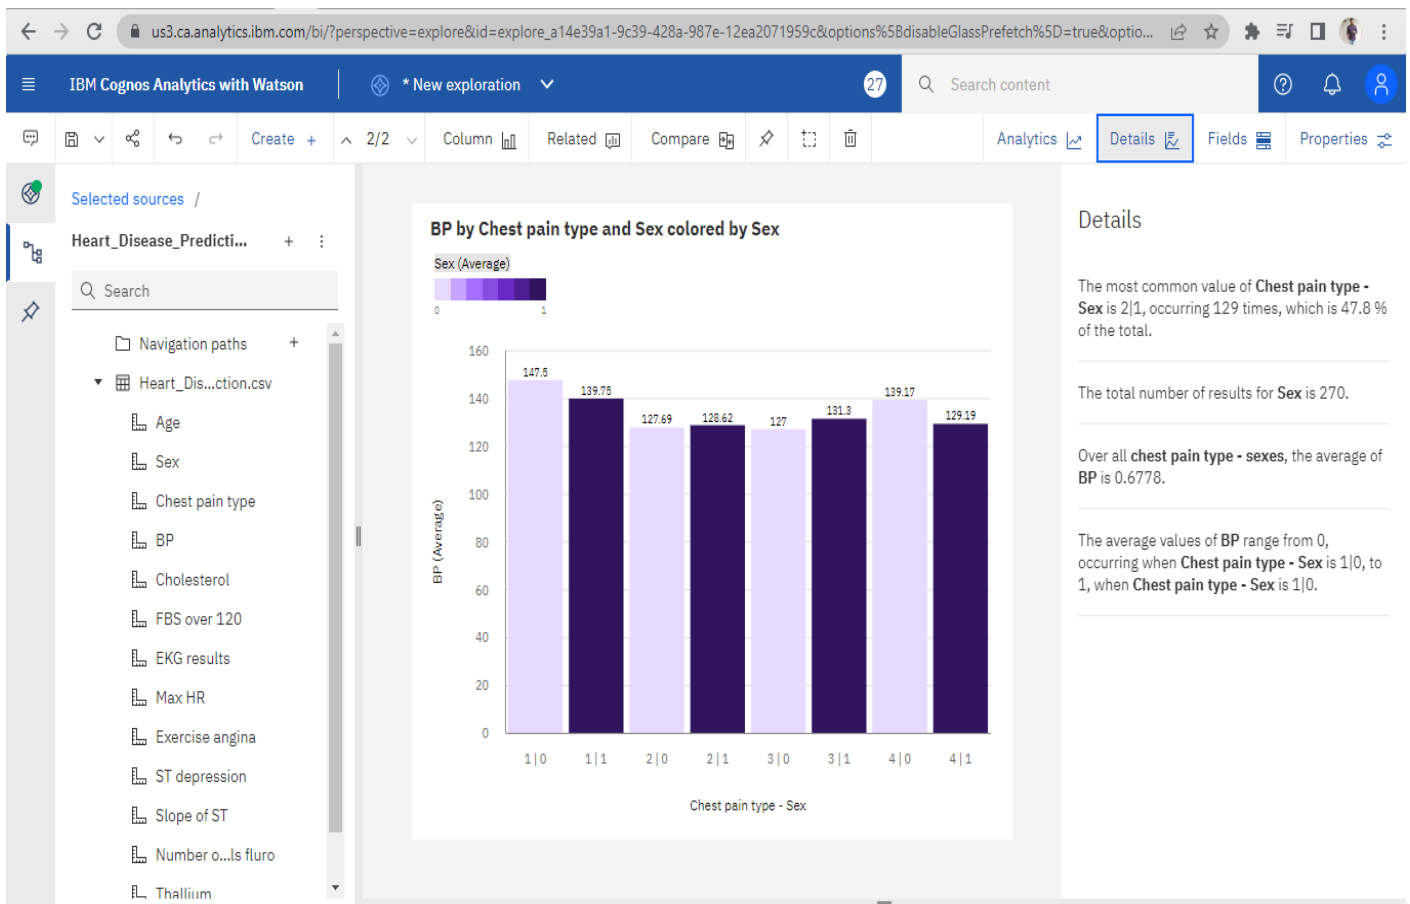 us3.ca.analytics.ibm.com/bi/?perspective=explore&id=explore_a14e39a1-9c39-428a-987e-12ea2071959c&options%5BdisableGlassPrefetch%5D=true&optio...
IBM Cognos Analytics with Watson
* New exploration
27
Search content
Create +
2/2
Column
Related
Compare
Analytics
Details
Fields
Properties
Selected sources /
Heart_Disease_Predicti...
Search
Navigation paths
Heart_Dis...ction.csv
Age
Sex
Chest pain type
BP
Cholesterol
FBS over 120
EKG results
Max HR
Exercise angina
ST depression
Slope of ST
Number o...ls fluro
Thallium
BP by Chest pain type and Sex colored by Sex
Sex (Average)
0 1
BP (Average)
160
140
120
100
80
60
40
20
0
147.5
139.75
127.69
128.62
127
131.3
139.17
129.19
1|0 1|1 2|0 2|1 3|0 3|1 4|0 4|1
Chest pain type - Sex
Details
The most common value of Chest pain type -
Sex is 2|1, occurring 129 times, which is 47.8 %
of the total.
The total number of results for Sex is 270.
Over all chest pain type - sexes, the average of
BP is 0.6778.
The average values of BP range from 0,
occurring when Chest pain type - Sex is 1|0, to
1, when Chest pain type - Sex is 1|0.